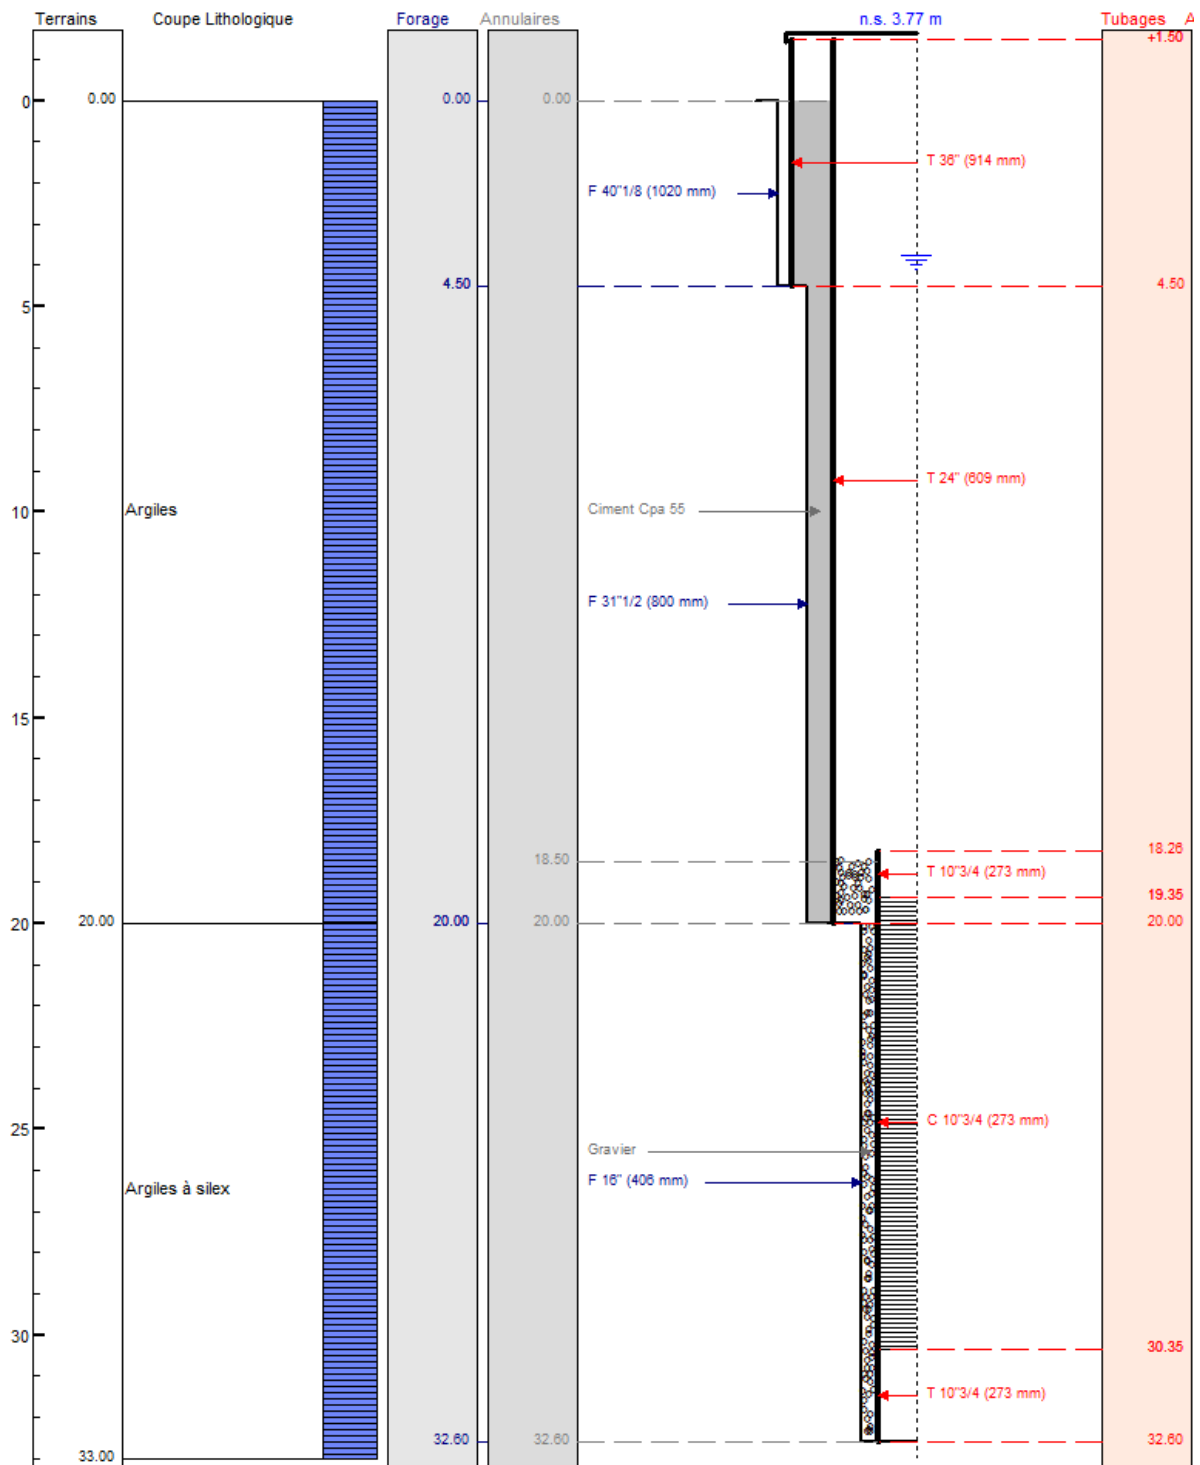 Terrains Coupe Lithologique Forage Annulaires n.s. 3.77 m Tubages A
+1.50
0 0.00 0.00 0.00
T 36" (914 mm)
F 40"1/8 (1020 mm)
4.50 4.50
5
T 24" (609 mm)
10 Argiles Ciment Cpa 55
F 31"1/2 (800 mm)
15
18.26
18.50
T 10"3/4 (273 mm)
19.35
20 20.00 20.00 20.00 20.00
25 C 10"3/4 (273 mm)
Gravier
F 16" (406 mm)
Argiles à silex
30 30.35
T 10"3/4 (273 mm)
32.60 32.60 32.60
33.00